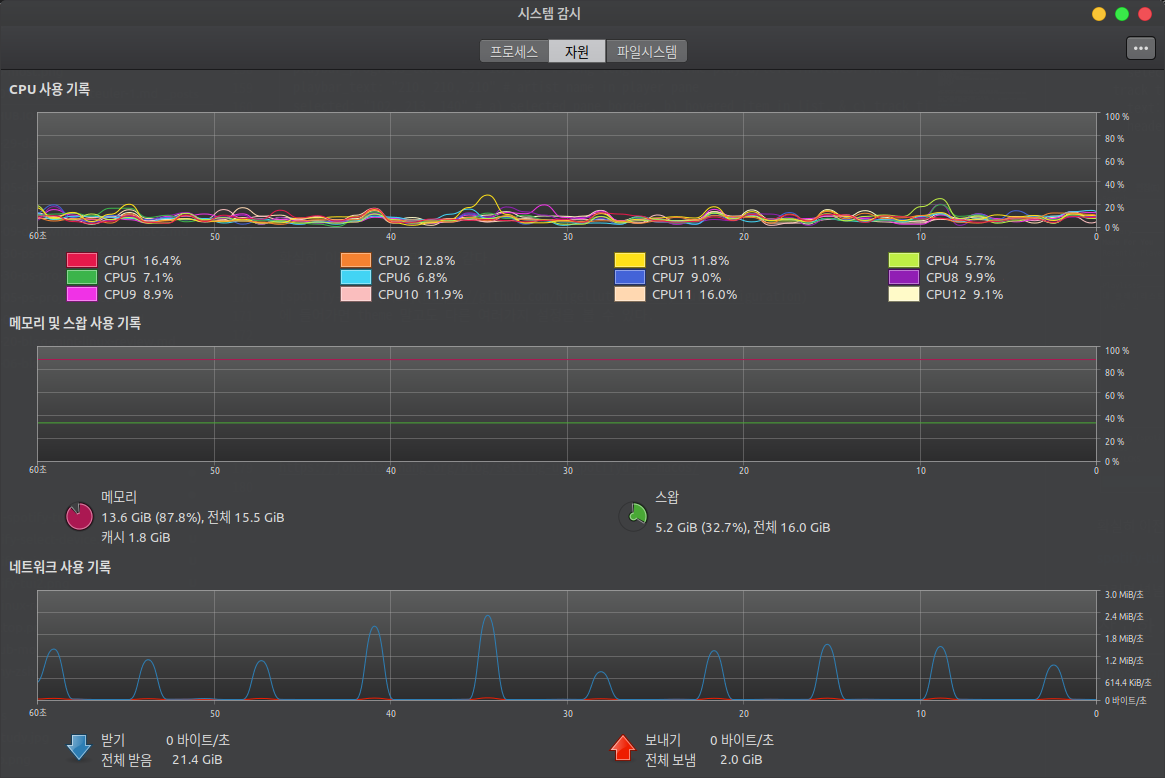 시스템 감시
프로세스 자원 파일시스템
CPU 사용 기록
100 %
80 %
60 %
40 %
20 %
0 %
60초 50 40 30 20 10 0
CPU1 16.4% CPU2 12.8% CPU3 11.8% CPU4 5.7%
CPU5 7.1% CPU6 6.8% CPU7 9.0% CPU8 9.9%
CPU9 8.9% CPU10 11.9% CPU11 16.0% CPU12 9.1%
메모리 및 스왑 사용 기록
100 %
80 %
60 %
40 %
20 %
0 %
60초 50 40 30 20 10 0
메모리
13.6 GiB (87.8%), 전체 15.5 GiB
캐시 1.8 GiB
스왑
5.2 GiB (32.7%), 전체 16.0 GiB
네트워크 사용 기록
3.0 MiB/초
2.4 MiB/초
1.8 MiB/초
1.2 MiB/초
614.4 KiB/초
0 바이트/초
60초 50 40 30 20 10 0
받기 0 바이트/초
전체 받음 21.4 GiB
보내기 0 바이트/초
전체 보냄 2.0 GiB